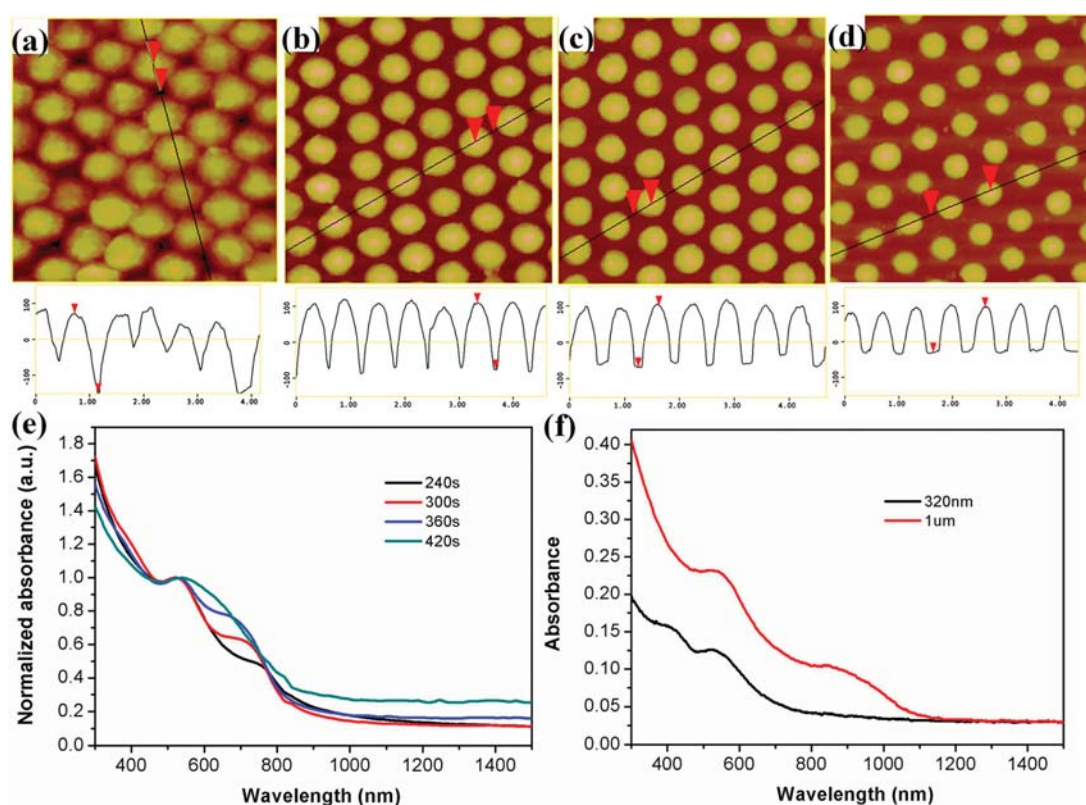 (a)
(b)
(c)
(d)
100
0
-100
0
1.00
2.00
3.00
4.00
100
0
-100
0
1.00
2.00
3.00
4.00
100
0
-100
0
1.00
2.00
3.00
4.00
100
0
-100
0
1.00
2.00
3.00
4.00
(e)
Normalized absorbance (a.u.)
1.8
1.6
1.4
1.2
1.0
0.8
0.6
0.4
0.2
0.0
240s
300s
360s
420s
400 600 800 1000 1200 1400
Wavelength (nm)
(f)
Absorbance
0.40
0.35
0.30
0.25
0.20
0.15
0.10
0.05
0.00
320nm
1um
400 600 800 1000 1200 1400
Wavelength (nm)